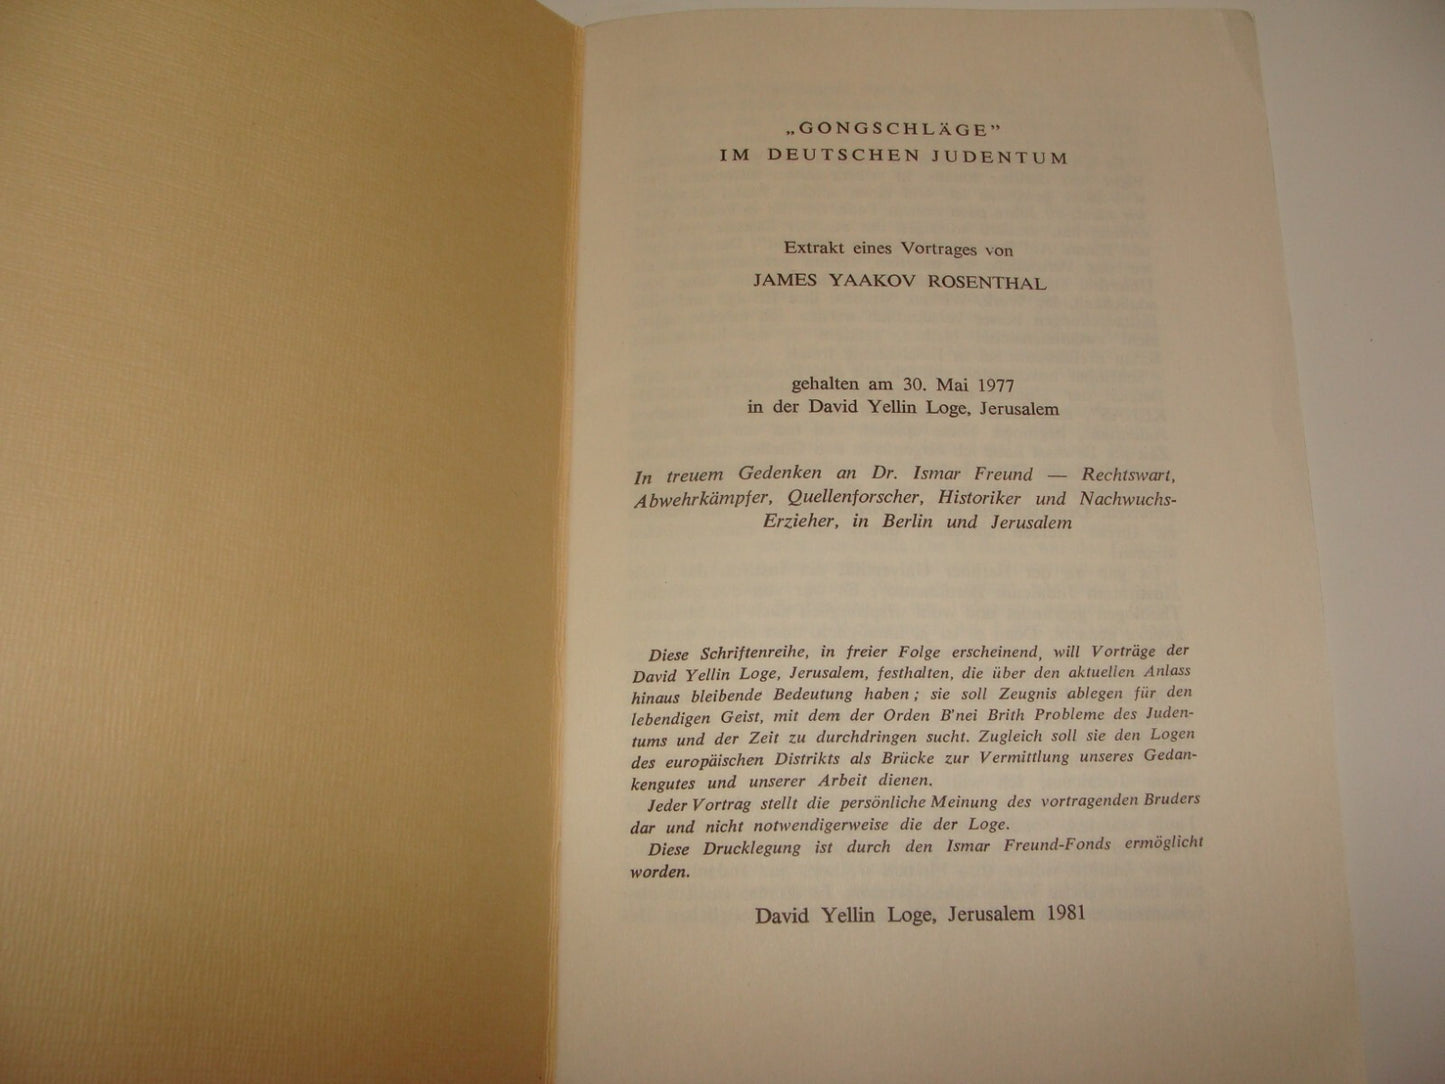 „GONGSCHLÄGE”
IM DEUTSCHEN JUDENTUM
Extrakt eines Vortrages von
JAMES YAAKOV ROSENTHAL
gehalten am 30. Mai 1977
in der David Yellin Loge, Jerusalem
In treuem Gedenken an Dr. Ismar Freund — Rechtswart,
Abwehrkämpfer, Quellenforscher, Historiker und Nachwuchs-
Erzieher, in Berlin und Jerusalem
Diese Schriftenreihe, in freier Folge erscheinend, will Vorträge der
David Yellin Loge, Jerusalem, festhalten, die über den aktuellen Anlass
hinaus bleibende Bedeutung haben; sie soll Zeugnis ablegen für den
lebendigen Geist, mit dem der Orden B'nei Brith Probleme des Juden-
tums und der Zeit zu durchdringen sucht. Zugleich soll sie den Logen
des europäischen Distrikts als Brücke zur Vermittlung unseres Gedan-
kengutes und unserer Arbeit dienen.
Jeder Vortrag stellt die persönliche Meinung des vortragenden Bruders
dar und nicht notwendigerweise die der Loge.
Diese Drucklegung ist durch den Ismar Freund-Fonds ermöglicht
worden.
David Yellin Loge, Jerusalem 1981